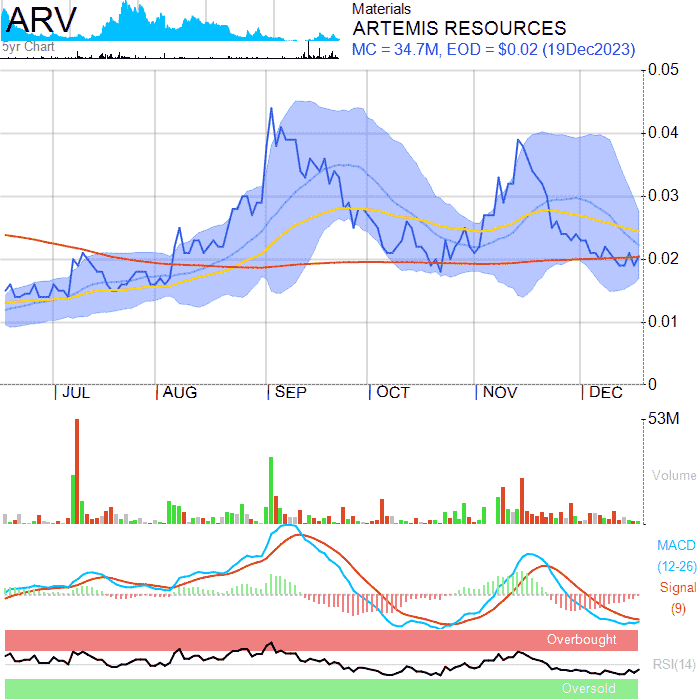 ARV
5yr Chart
Materials
ARTEMIS RESOURCES
MC = 34.7M, EOD = $0.02 (19Dec2023)
0.05
0.04
0.03
0.02
0.01
0
JUL AUG SEP OCT NOV DEC
53M
Volume
MACD
(12-26)
Signal
(9)
Overbought
RSI(14)
Oversold